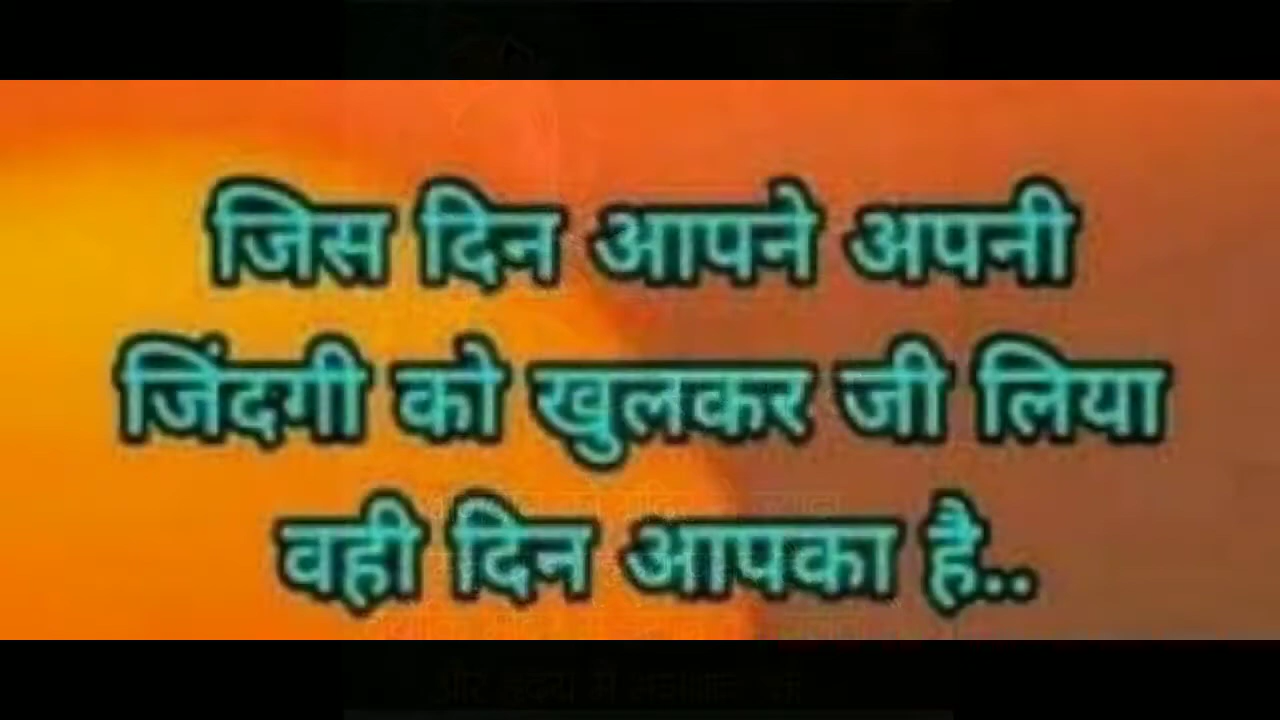 जिस दिन आपने अपनी
जिंदगी को खुलकर जी लिया
वही दिन आपका है..